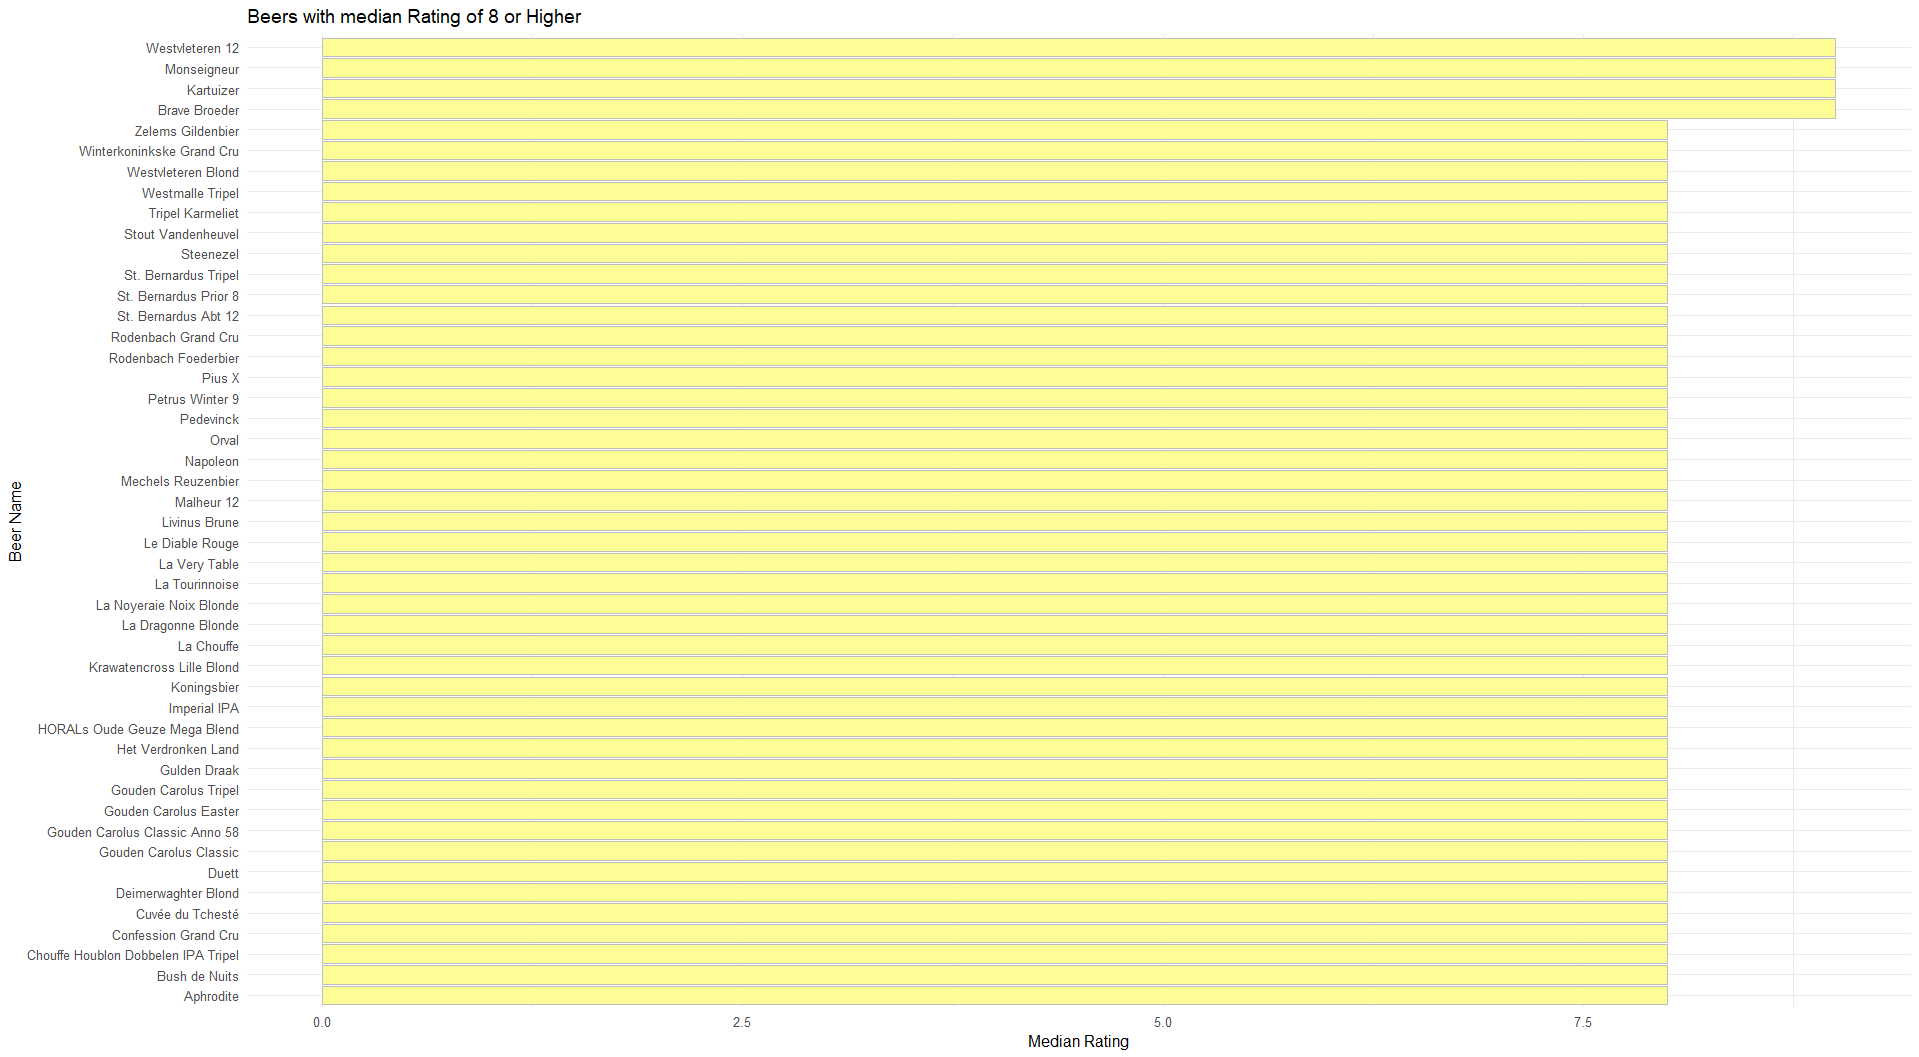 Beers with median Rating of 8 or Higher
Beer Name
Westvleteren 12
Monseigneur
Kartuizer
Brave Broeder
Zelems Gildenbier
Winterkoninkske Grand Cru
Westvleteren Blond
Westmalle Tripel
Tripel Karmeliet
Stout Vandenheuvel
Steenezel
St. Bernardus Tripel
St. Bernardus Prior 8
St. Bernardus Abt 12
Rodenbach Grand Cru
Rodenbach Foederbier
Pius X
Petrus Winter 9
Pedevinck
Orval
Napoleon
Mechels Reuzenbier
Malheur 12
Livinus Brune
Le Diable Rouge
La Very Table
La Tourinnoise
La Noyeraie Noix Blonde
La Dragonne Blonde
La Chouffe
Krawatencross Lille Blond
Koningsbier
Imperial IPA
HORALs Oude Geuze Mega Blend
Het Verdronken Land
Gulden Draak
Gouden Carolus Tripel
Gouden Carolus Easter
Gouden Carolus Classic Anno 58
Gouden Carolus Classic
Duett
Deimerwaghter Blond
Cuvée du Tchesté
Confession Grand Cru
Chouffe Houblon Dobbelen IPA Tripel
Bush de Nuits
Aphrodite
0.0 2.5 5.0 7.5
Median Rating